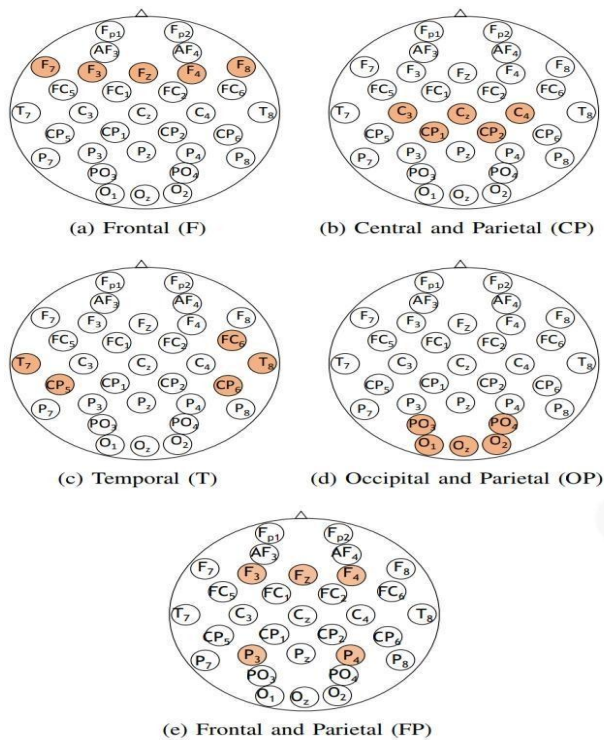 Fp1 Fp2
AF3 AF4
F7 F3 Fz F4 F8
FC5 FC1 FC2 FC6
T7 C3 Cz C4 T8
CP5 CP1 CP2 CP6
P7 P3 Pz P4 P8
PO3 PO4
O1 Oz O2
(a) Frontal (F)
Fp1 Fp2
AF3 AF4
F7 F3 Fz F4 F8
FC5 FC1 FC2 FC6
T7 C3 Cz C4 T8
CP5 CP1 CP2 CP6
P7 P3 Pz P4 P8
PO3 PO4
O1 Oz O2
(b) Central and Parietal (CP)
Fp1 Fp2
AF3 AF4
F7 F3 Fz F4 F8
FC5 FC1 FC2 FC6
T7 C3 Cz C4 T8
CP5 CP1 CP2 CP6
P7 P3 Pz P4 P8
PO3 PO4
O1 Oz O2
(c) Temporal (T)
Fp1 Fp2
AF3 AF4
F7 F3 Fz F4 F8
FC5 FC1 FC2 FC6
T7 C3 Cz C4 T8
CP5 CP1 CP2 CP6
P7 P3 Pz P4 P8
PO3 PO4
O1 Oz O2
(d) Occipital and Parietal (OP)
Fp1 Fp2
AF3 AF4
F7 F3 Fz F4 F8
FC5 FC1 FC2 FC6
T7 C3 Cz C4 T8
CP5 CP1 CP2 CP6
P7 P3 Pz P4 P8
PO3 PO4
O1 Oz O2
(e) Frontal and Parietal (FP)